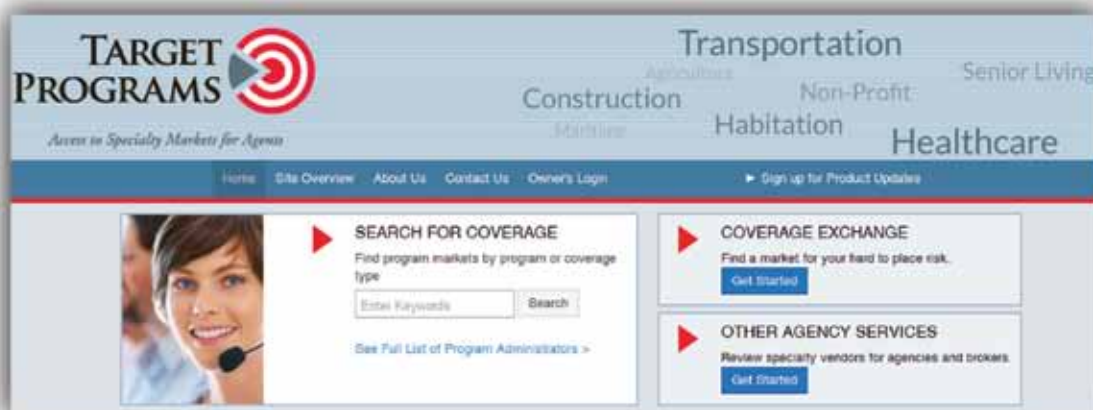 TARGET
PROGRAMS
Access to Specialty Markets for Agents
Transportation
Agriculture
Senior Living
Construction
Non-Profit
Maritime
Habitation
Healthcare
Home Site Overview About Us Contact Us Owner's Login ► Sign up for Product Updates
SEARCH FOR COVERAGE
Find program markets by program or coverage
type
Enter Keywords Search
See Full List of Program Administrators >
COVERAGE EXCHANGE
Find a market for your hard to place risk.
Get Started
OTHER AGENCY SERVICES
Review specialty vendors for agencies and brokers
Get Started